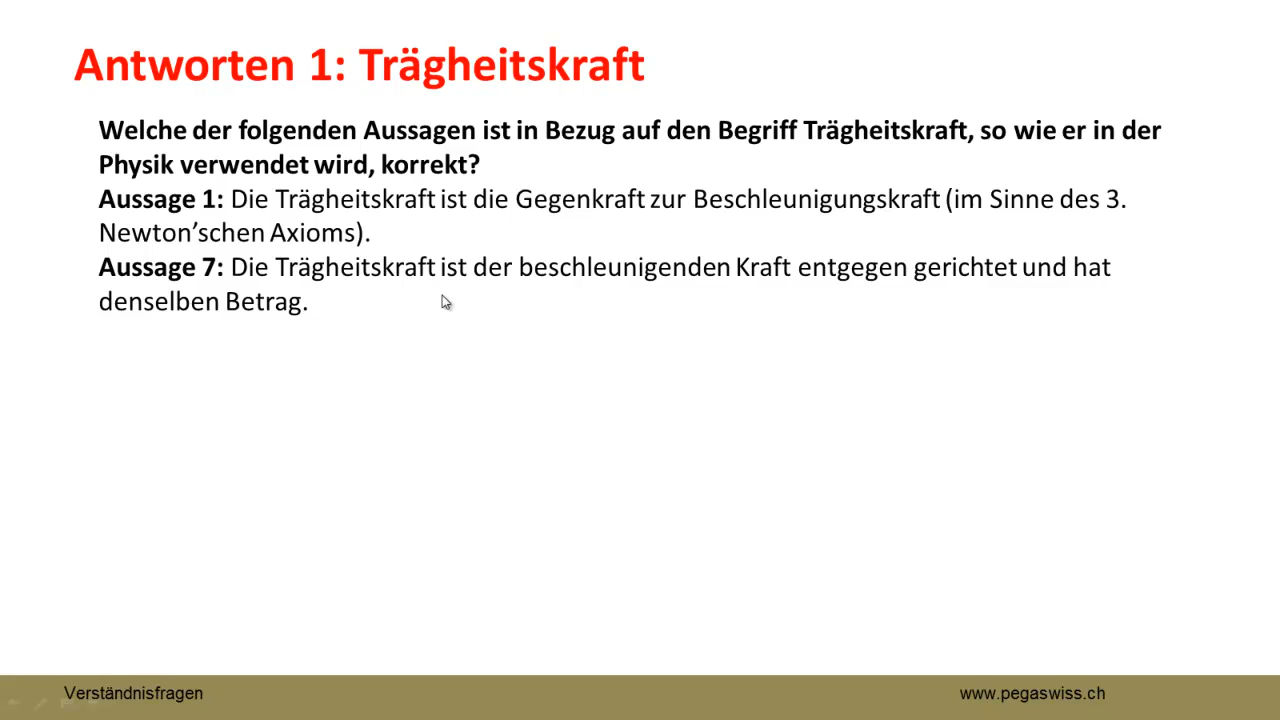 Antworten 1: Trägheitskraft
Welche der folgenden Aussagen ist in Bezug auf den Begriff Trägheitskraft, so wie er in der
Physik verwendet wird, korrekt?
Aussage 1: Die Trägheitskraft ist die Gegenkraft zur Beschleunigungskraft (im Sinne des 3.
Newton’schen Axioms).
Aussage 7: Die Trägheitskraft ist der beschleunigenden Kraft entgegen gerichtet und hat
denselben Betrag.
Verständnisfragen
www.pegaswiss.ch